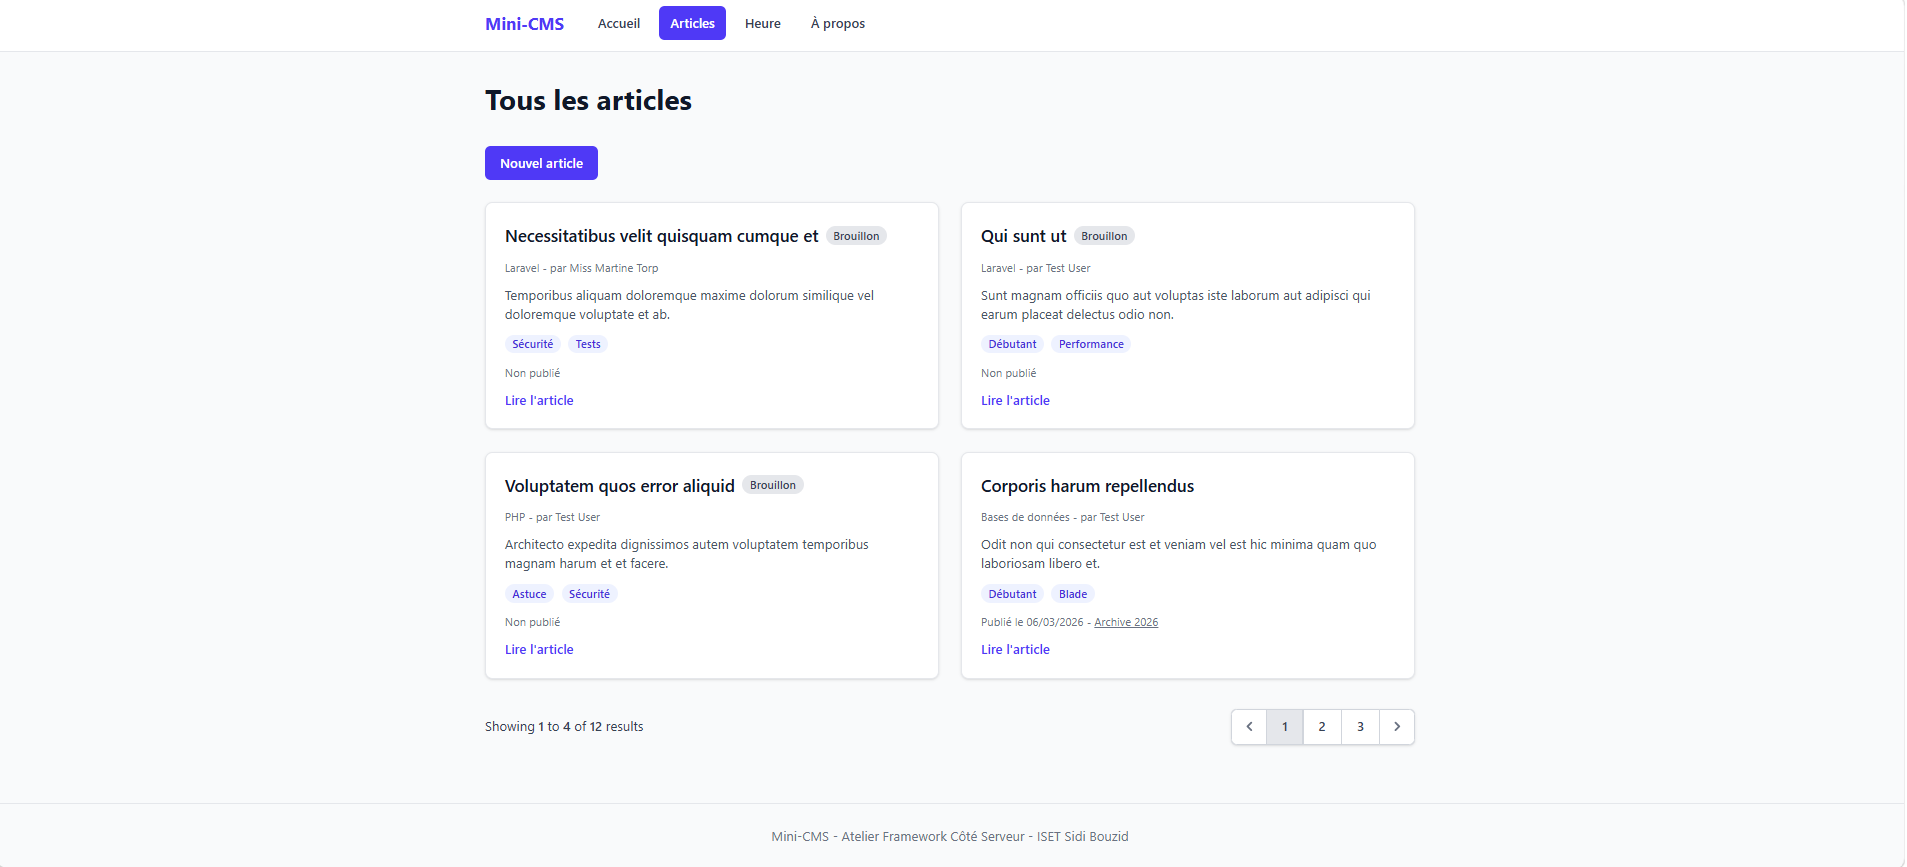 Mini-CMS Accueil Articles Heure À propos
Tous les articles
Nouvel article
Necessitatibus velit quisquam cumque et Brouillon
Laravel - par Miss Martine Torp
Temporibus aliquam doloremque maxime dolorum similique vel
doloremque voluptate et ab.
Sécurité Tests
Non publié
Lire l'article
Qui sunt ut Brouillon
Laravel - par Test User
Sunt magnam officiis quo aut voluptas iste laborum aut adipisci qui
earum placeat delectus odio non.
Débutant Performance
Non publié
Lire l'article
Voluptatem quos error aliquid Brouillon
PHP - par Test User
Architecto expedita dignissimos autem voluptatem temporibus
magnam harum et et facere.
Astuce Sécurité
Non publié
Lire l'article
Corporis harum repellendus
Bases de données - par Test User
Odit non qui consectetur est et veniam vel est hic minima quam quo
laboriosam libero et.
Débutant Blade
Publié le 06/03/2026 - Archive 2026
Lire l'article
Showing 1 to 4 of 12 results
1 2 3
Mini-CMS - Atelier Framework Côté Serveur - ISET Sidi Bouzid